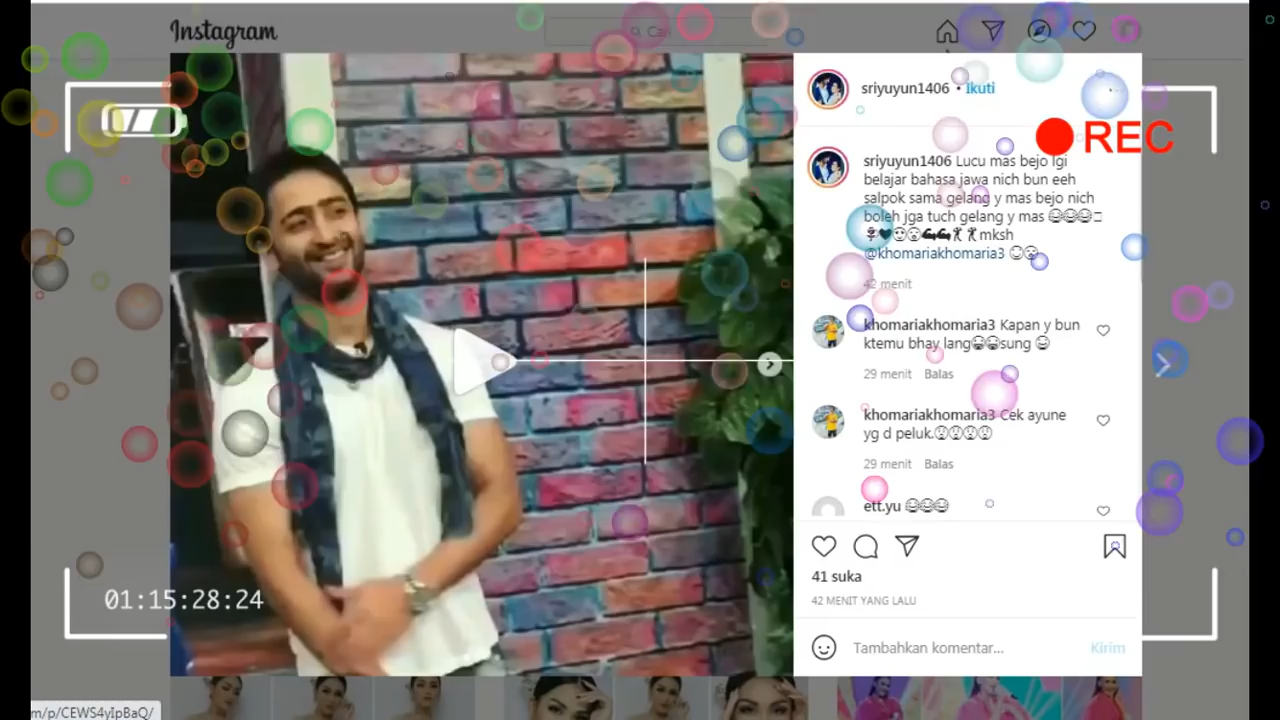 Instagram
Ca
sriyuyun1406 • Ikuti
REC
sriyuyun1406 Lucu mas bejo lgi
belajar bahasa jawa nich bun eeh
salpok sama gelang y mas bejo nich
boleh jga tuch gelang y mas 😂😂😂
🌹❤😍😘💪💪💃💃mksh
@khomariakhomaria3 😊😘
42 menit
khomariakhomaria3 Kapan y bun
ktemu bhay lang😂😂sung 😊
29 menit Balas
khomariakhomaria3 Cek ayune
yg d peluk.
29 menit Balas
ett.yu 😂😂😂
41 suka
42 MENIT YANG LALU
Tambahkan komentar...
Kirim
01:15:28:24
m/p/CEWS4yIpBaQ/